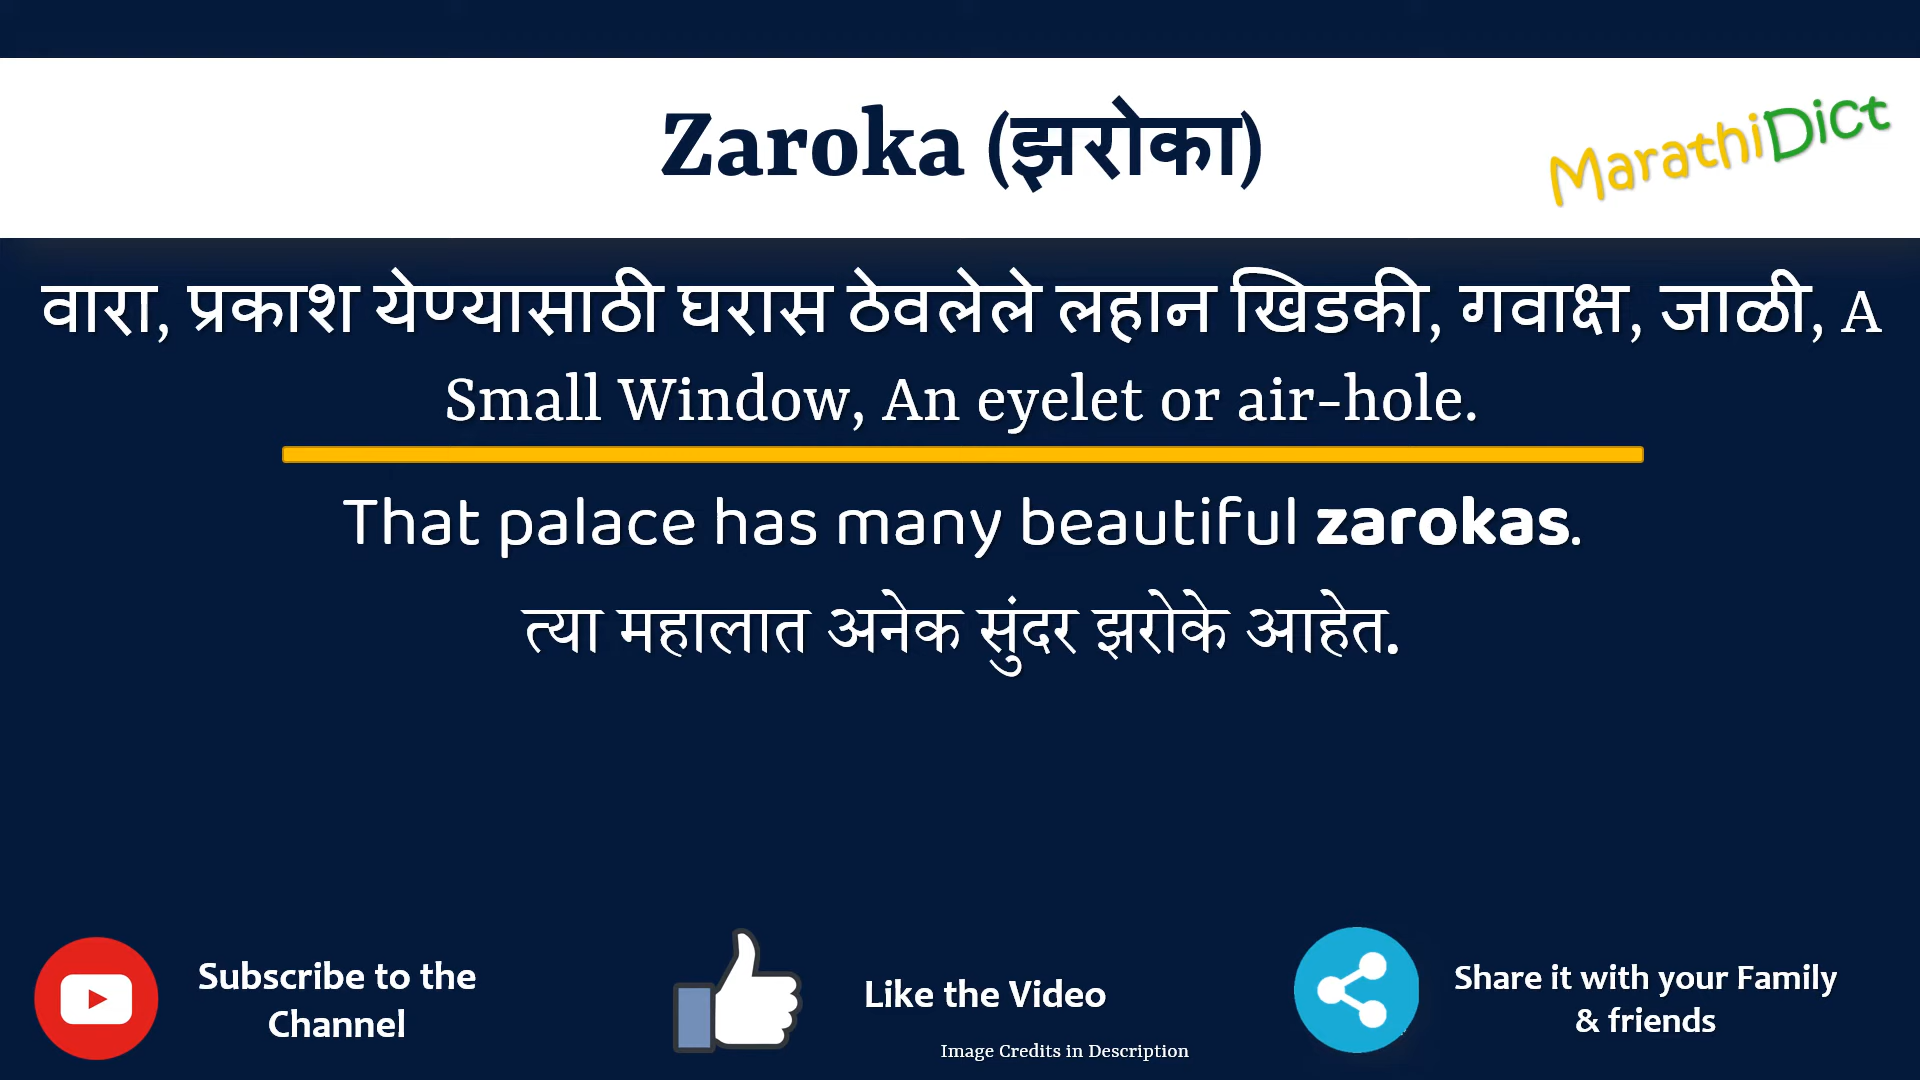 Zaroka (झरोका)
MarathiDict
वारा, प्रकाश येण्यासाठी घरास ठेवलेले लहान खिडकी, गवाक्ष, जाळी, A
Small Window, An eyelet or air-hole.
That palace has many beautiful zarokas.
त्या महालात अनेक सुंदर झरोके आहेत.
Subscribe to the
Channel
Like the Video
Share it with your Family
& friends
Image Credits in Description